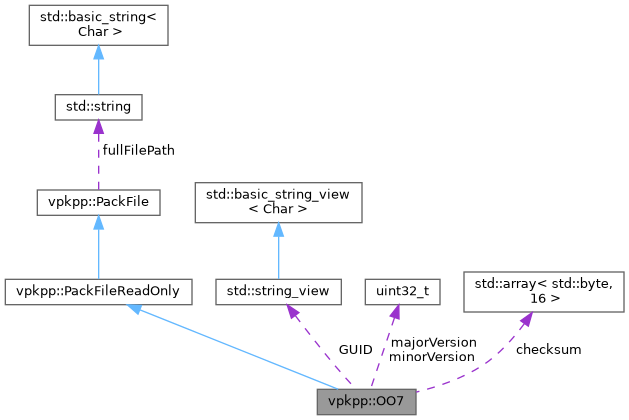 std::basic_string<
Char >
std::string
fullFilePath
vpkpp::PackFile
std::basic_string_view
< Char >
vpkpp::PackFileReadOnly
std::string_view
uint32_t
std::array< std::byte,
16 >
GUID
majorVersion
minorVersion
checksum
vpkpp::OO7